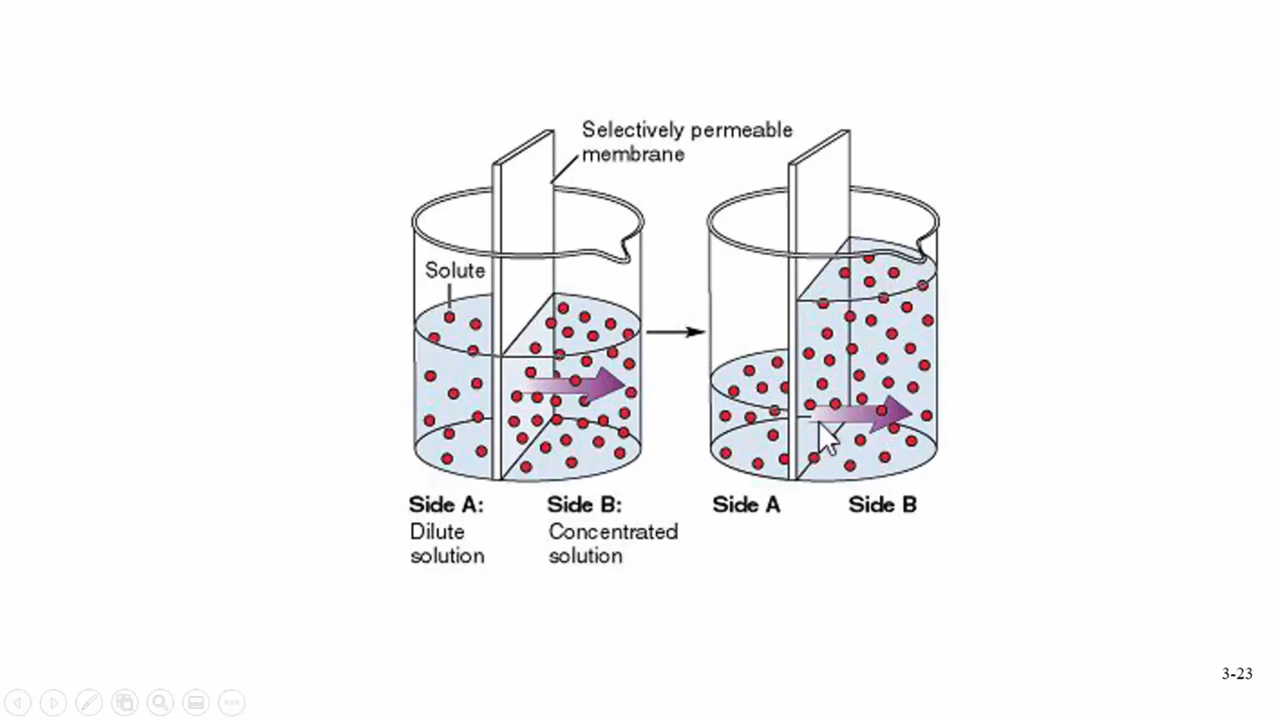 Selectively permeable
membrane
Solute
Side A:
Dilute
solution
Side B:
Concentrated
solution
Side A
Side B
3-23